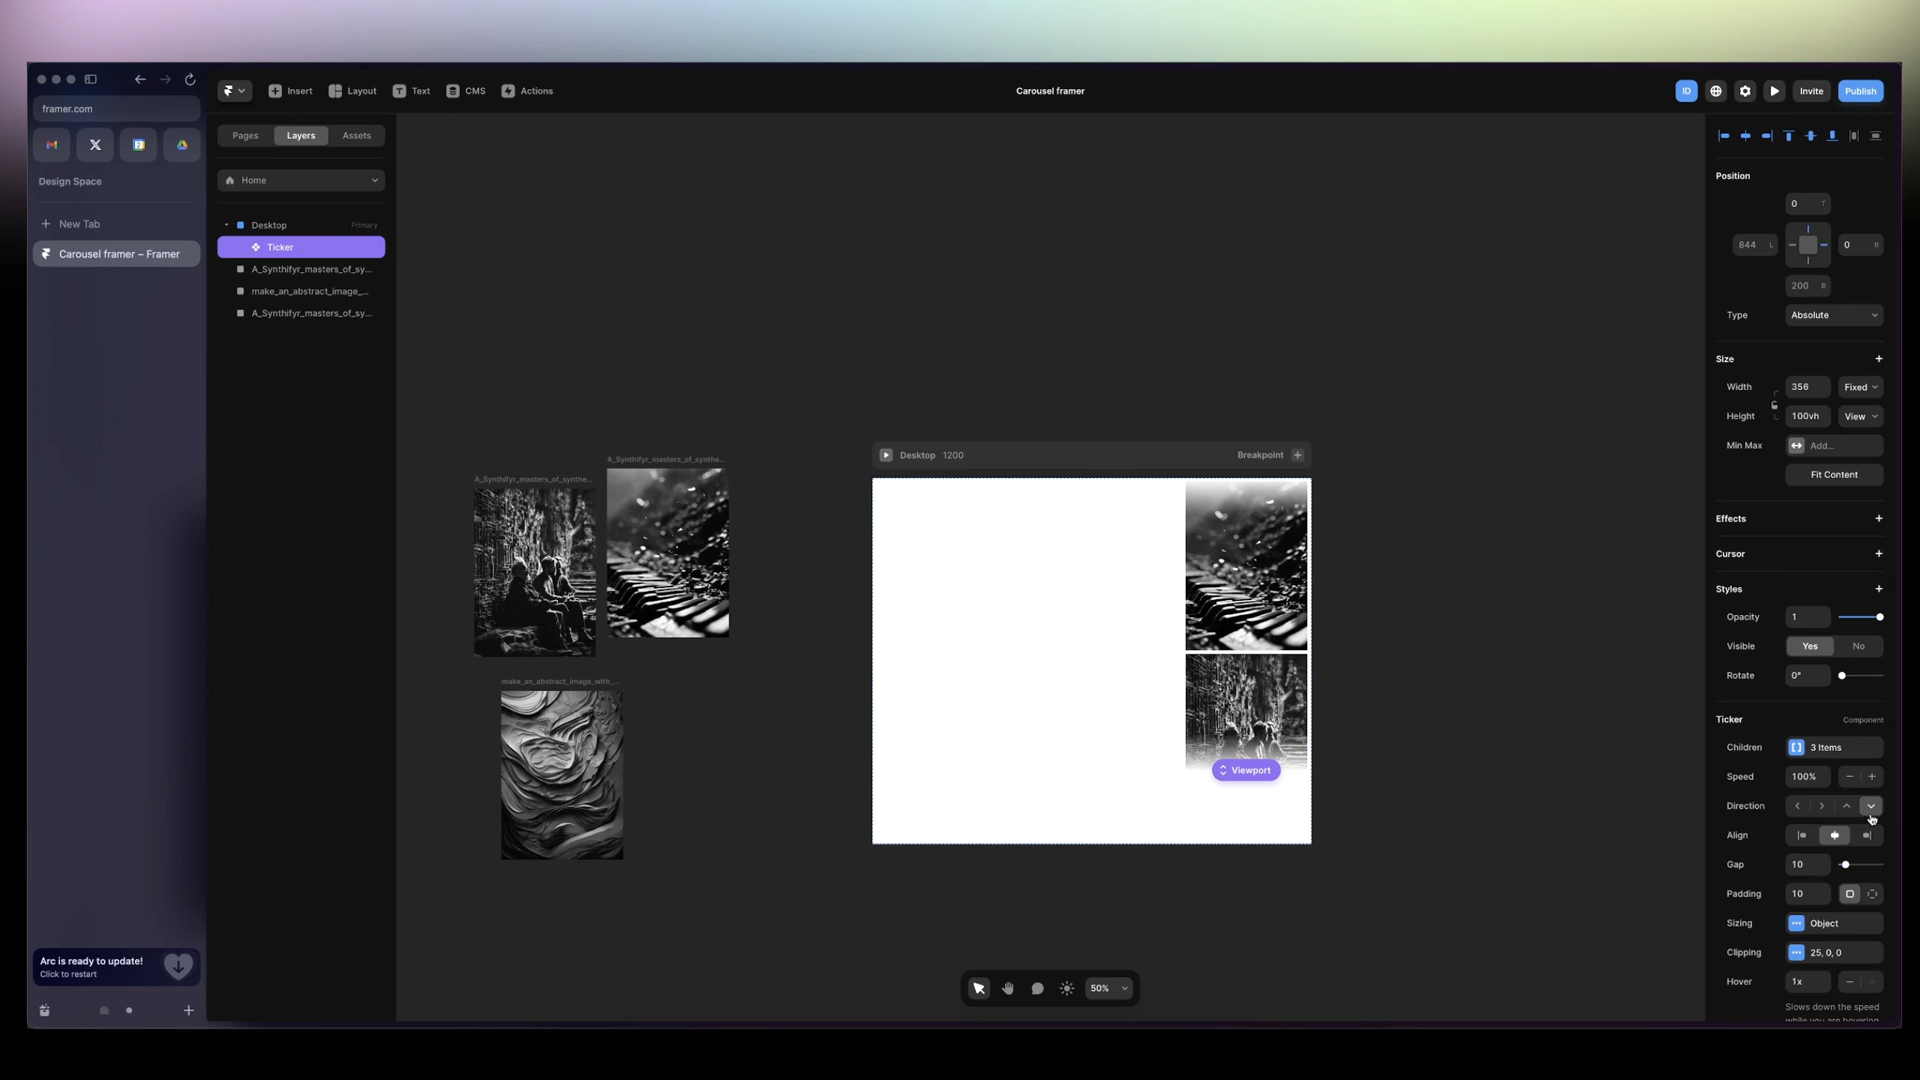 framer.com
Design Space
New Tab
Carousel framer – Framer
Arc is ready to update!
Click to restart
Insert
Layout
Text
CMS
Actions
Carousel framer
ID
Invite
Publish
Pages
Layers
Assets
Home
Desktop
Primary
Ticker
A_Synthifyr_masters_of_sy...
make_an_abstract_image_...
A_Synthifyr_masters_of_sy...
A_Synthifyr_masters_of_synthe...
A_Synthifyr_masters_of_synthe...
make_an_abstract_image_with_...
Desktop 1200
Breakpoint
Viewport
50%
Position
0 T
844 L
0 R
200 B
Type
Absolute
Size
Width
356
Fixed
Height
100vh
View
Min Max
Add...
Fit Content
Effects
Cursor
Styles
Opacity
1
Visible
Yes
No
Rotate
0°
Ticker
Component
Children
3 Items
Speed
100%
Direction
Align
Gap
10
Padding
10
Sizing
Object
Clipping
25, 0, 0
Hover
1x
Slows down the speed
while you are hovering.